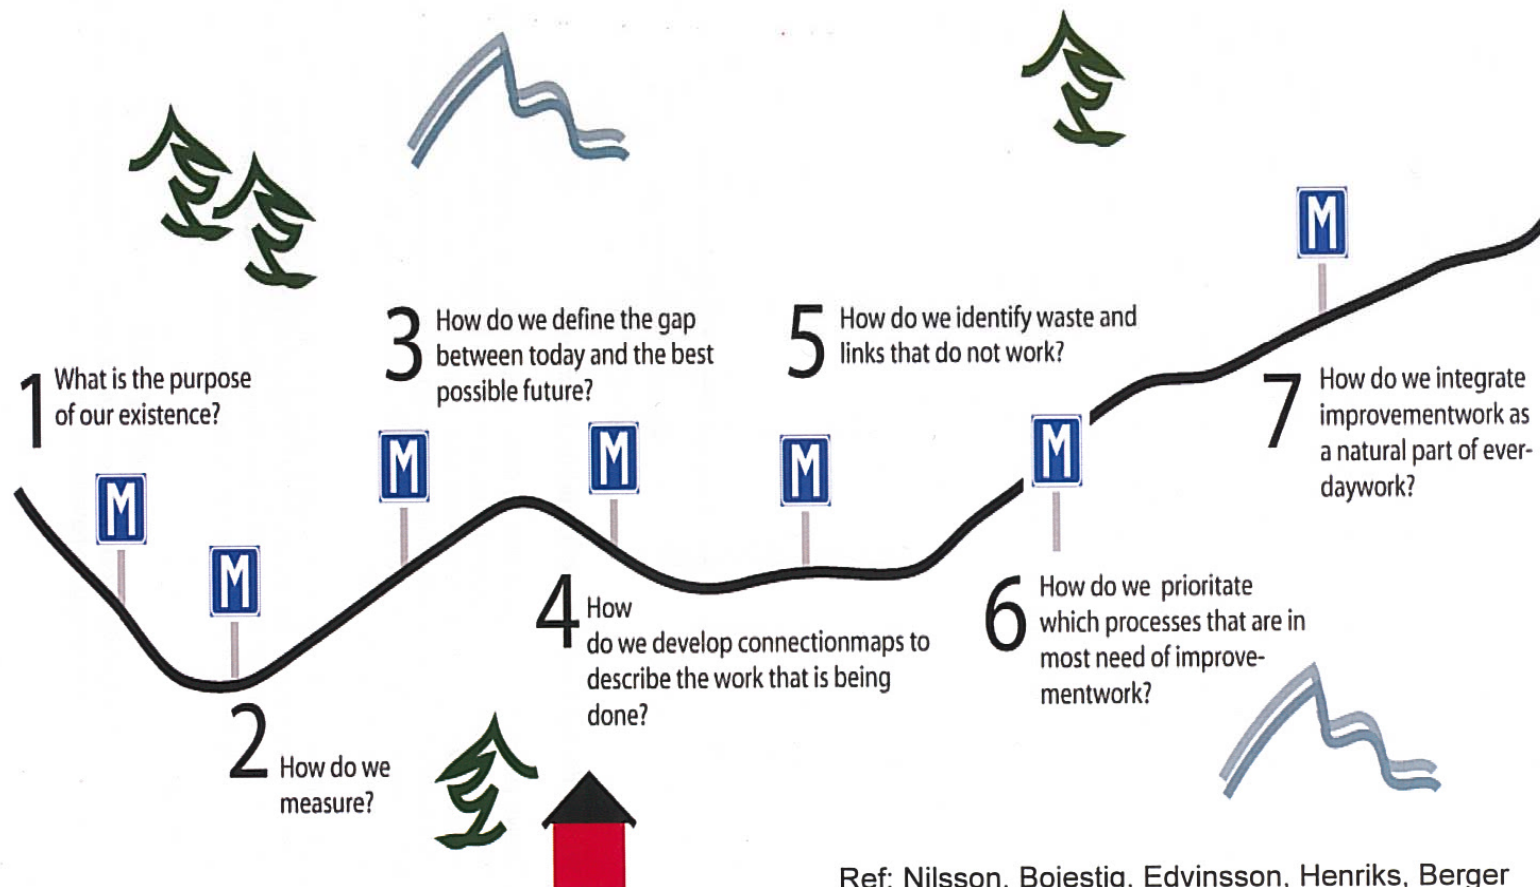 1
What is the purpose
of our existence?
M
2
How do we
measure?
M
3
How do we define the gap
between today and the best
possible future?
M
4
How
do we develop connectionmaps to
describe the work that is being
done?
M
5
How do we identify waste and
links that do not work?
M
6
How do we prioritate
which processes that are in
most need of improve-
mentwork?
M
7
How do we integrate
improvementwork as
a natural part of ever-
daywork?
M
Ref: Nilsson, Bojestig, Edvinsson, Henriks, Berger